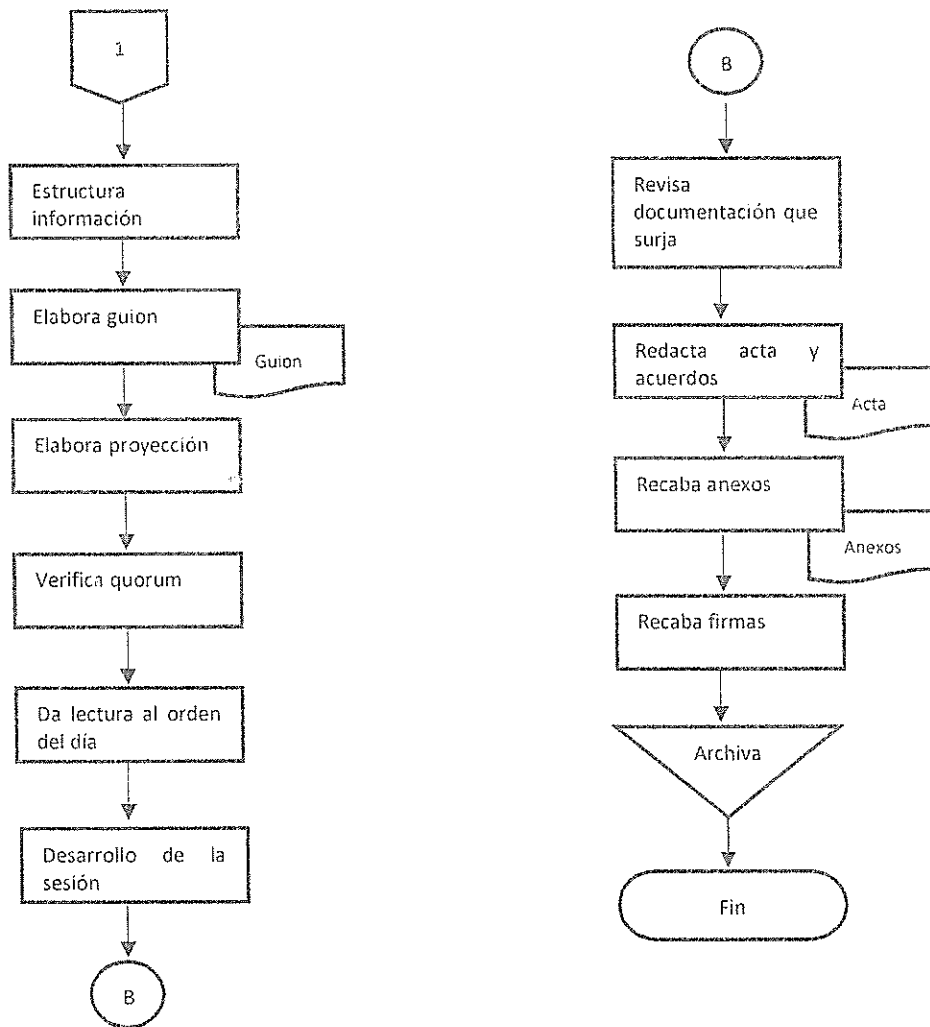 1
Estructura
información
Elabora guion
Guion
Elabora proyección
Verifica quorum
Da lectura al orden
del día
Desarrollo de la
sesión
B
B
Revisa
documentación que
surja
Redacta acta y
acuerdos
Acta
Recaba anexos
Anexos
Recaba firmas
Archiva
Fin